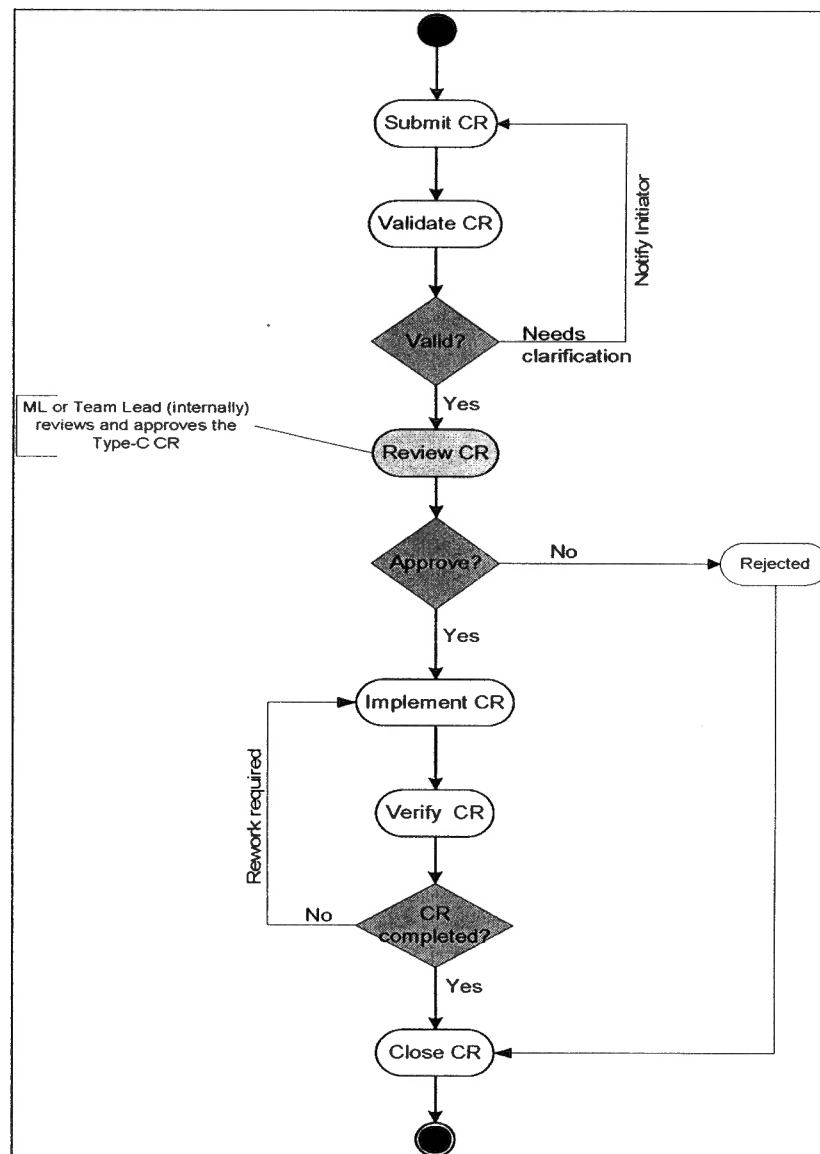 Submit CR
Validate CR
Notify Initiator
Valid?
Needs
clarification
Yes
ML or Team Lead (internally)
reviews and approves the
Type-C CR
Review CR
Approve?
No
Rejected
Yes
Implement CR
Rework required
Verify CR
CR
completed?
No
Yes
Close CR